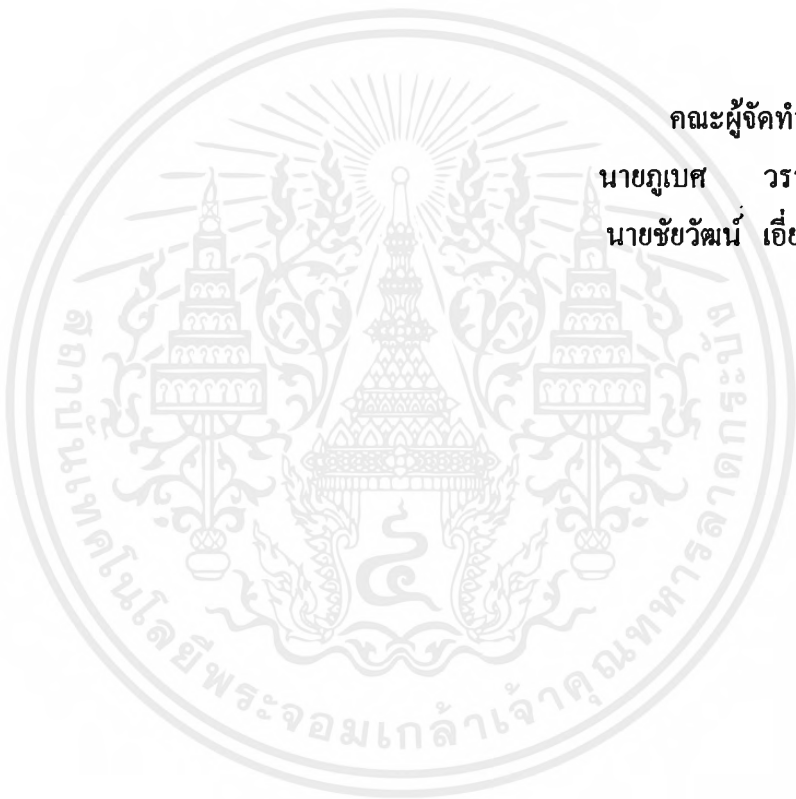 คณะผู้จัดทำ
นายภูเบศ วรา
นายชัยวัฒน์ เอี่ย
สถาบันเทคโนโลยีพระจอมเกล้าเจ้าคุณทหารลาดกระบัง